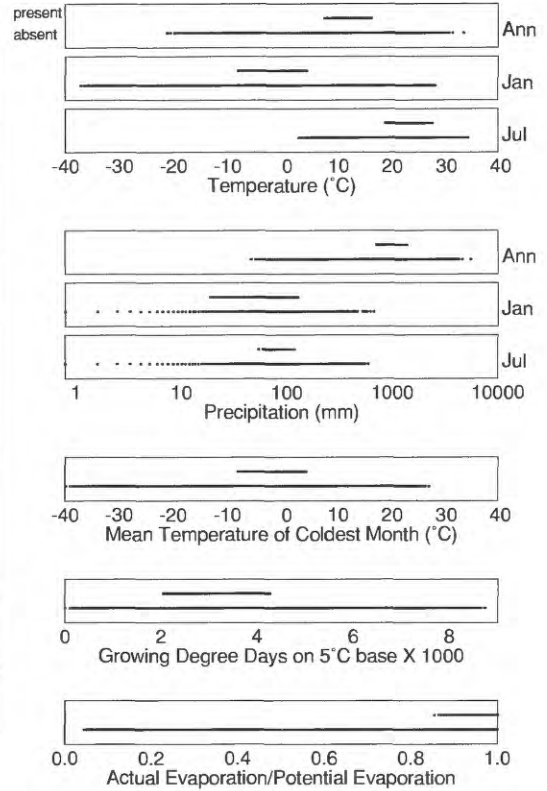 present
absent
Ann
Jan
Jul
-40 -30 -20 -10 0 10 20 30 40
Temperature (˚C)
Ann
Jan
Jul
1 10 100 1000 10000
Precipitation (mm)
-40 -30 -20 -10 0 10 20 30 40
Mean Temperature of Coldest Month (˚C)
0 2 4 6 8
Growing Degree Days on 5˚C base X 1000
0.0 0.2 0.4 0.6 0.8 1.0
Actual Evaporation/Potential Evaporation